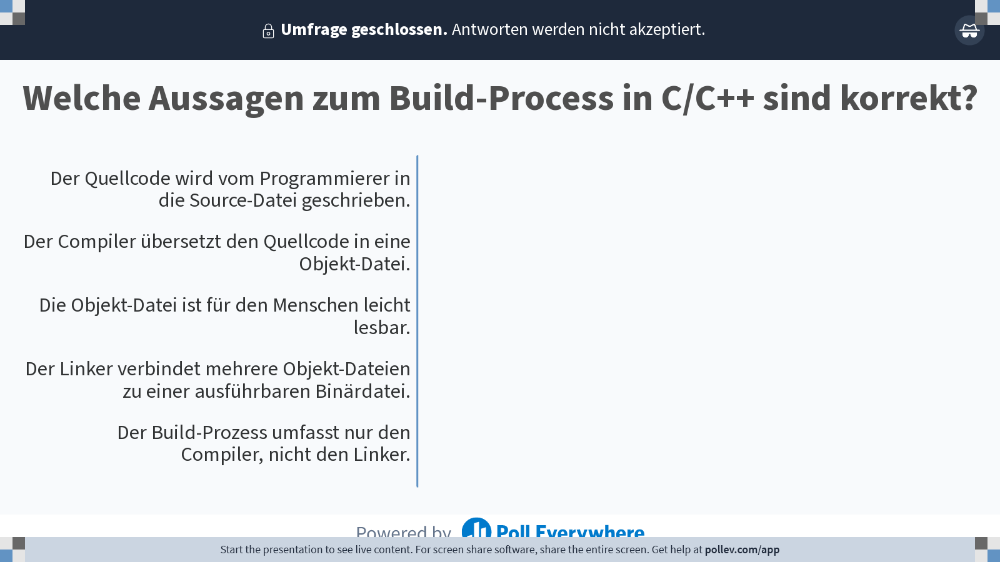 Umfrage geschlossen. Antworten werden nicht akzeptiert.
Welche Aussagen zum Build-Process in C/C++ sind korrekt?
Der Quellcode wird vom Programmierer in
die Source-Datei geschrieben.
Der Compiler übersetzt den Quellcode in eine
Objekt-Datei.
Die Objekt-Datei ist für den Menschen leicht
lesbar.
Der Linker verbindet mehrere Objekt-Dateien
zu einer ausführbaren Binärdatei.
Der Build-Prozess umfasst nur den
Compiler, nicht den Linker.
Powered by Poll Everywhere
Start the presentation to see live content. For screen share software, share the entire screen. Get help at pollev.com/app